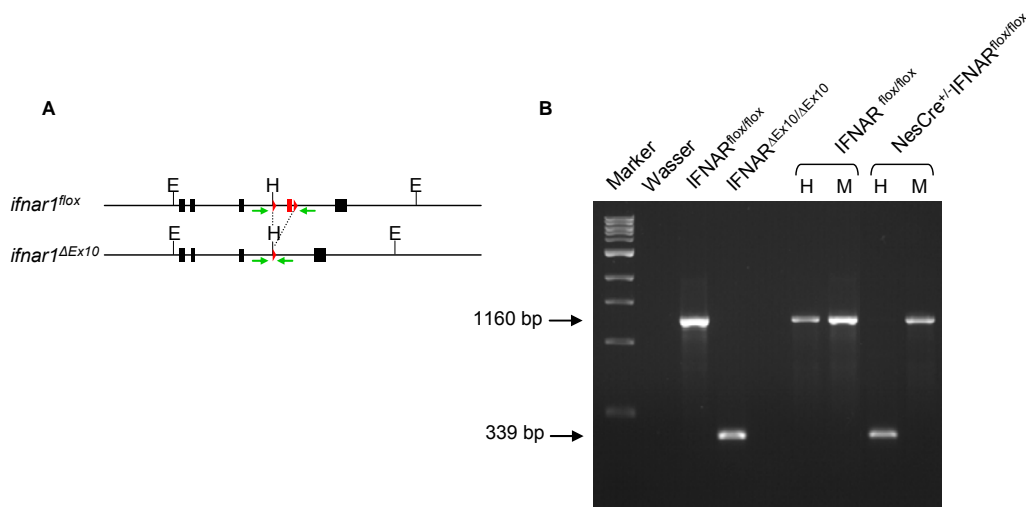 A
E H E
ifnar1flox
E H E
ifnar1ΔEx10
B
Marker
Wasser
IFNARflox/flox
IFNARΔEx10/ΔEx10
IFNAR flox/flox
NesCre+/-IFNARflox/flox
H M H M
1160 bp
339 bp